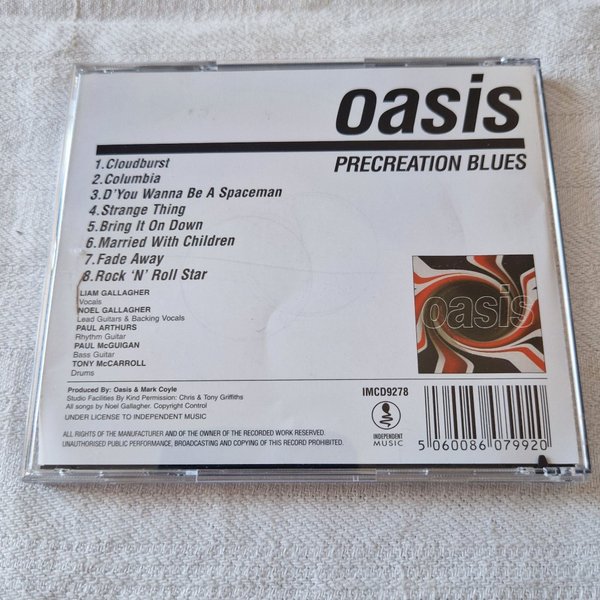 oasis
PRECREATION BLUES
1.Cloudburst
2.Columbia
3.D'You Wanna Be A Spaceman
4.Strange Thing
5.Bring It On Down
6.Married With Children
7.Fade Away
8.Rock 'N' Roll Star
LIAM GALLAGHER
Vocals
NOEL GALLAGHER
Lead Guitars & Backing Vocals
PAUL ARTHURS
Rhythm Guitar
PAUL McGUIGAN
Bass Guitar
TONY McCARROLL
Drums
oasis
Produced By: Oasis & Mark Coyle
Studio Facilities By Kind Permission: Chris & Tony Griffiths
All songs by Noel Gallagher. Copyright Control
UNDER LICENSE TO INDEPENDENT MUSIC
ALL RIGHTS OF THE MANUFACTURER AND OF THE OWNER OF THE RECORDED WORK RESERVED.
UNAUTHORISED PUBLIC PERFORMANCE, BROADCASTING AND COPYING OF THIS RECORD PROHIBITED.
IMCD9278
INDEPENDENT
MUSIC
5 060086 079920